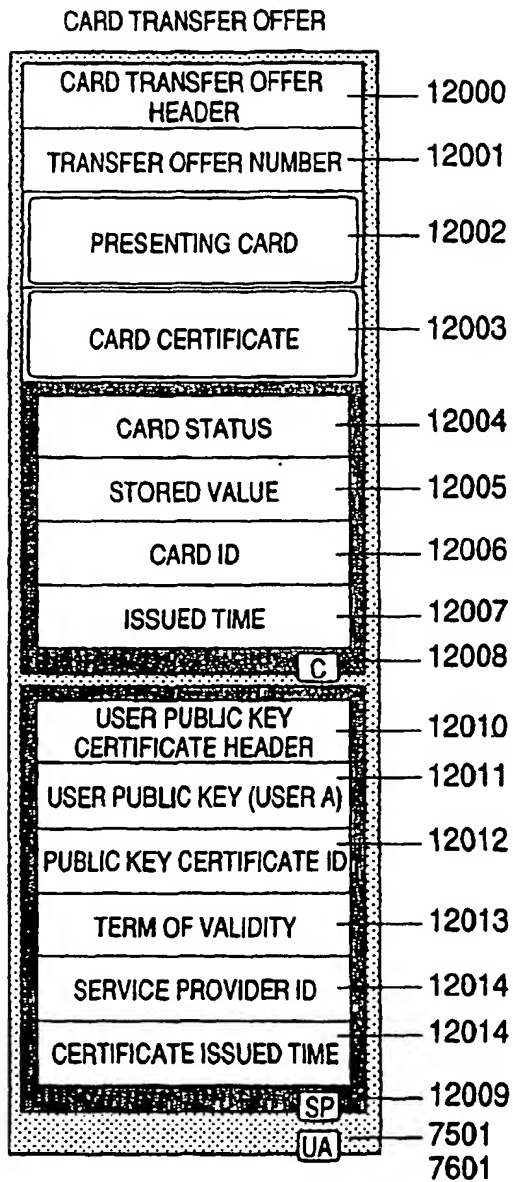 CARD TRANSFER OFFER
CARD TRANSFER OFFER
HEADER
12000
TRANSFER OFFER NUMBER
12001
PRESENTING CARD
12002
CARD CERTIFICATE
12003
CARD STATUS
12004
STORED VALUE
12005
CARD ID
12006
ISSUED TIME
12007
C
12008
USER PUBLIC KEY
CERTIFICATE HEADER
12010
USER PUBLIC KEY (USER A)
12011
PUBLIC KEY CERTIFICATE ID
12012
TERM OF VALIDITY
12013
SERVICE PROVIDER ID
12014
CERTIFICATE ISSUED TIME
12014
SP
12009
UA
7501
7601